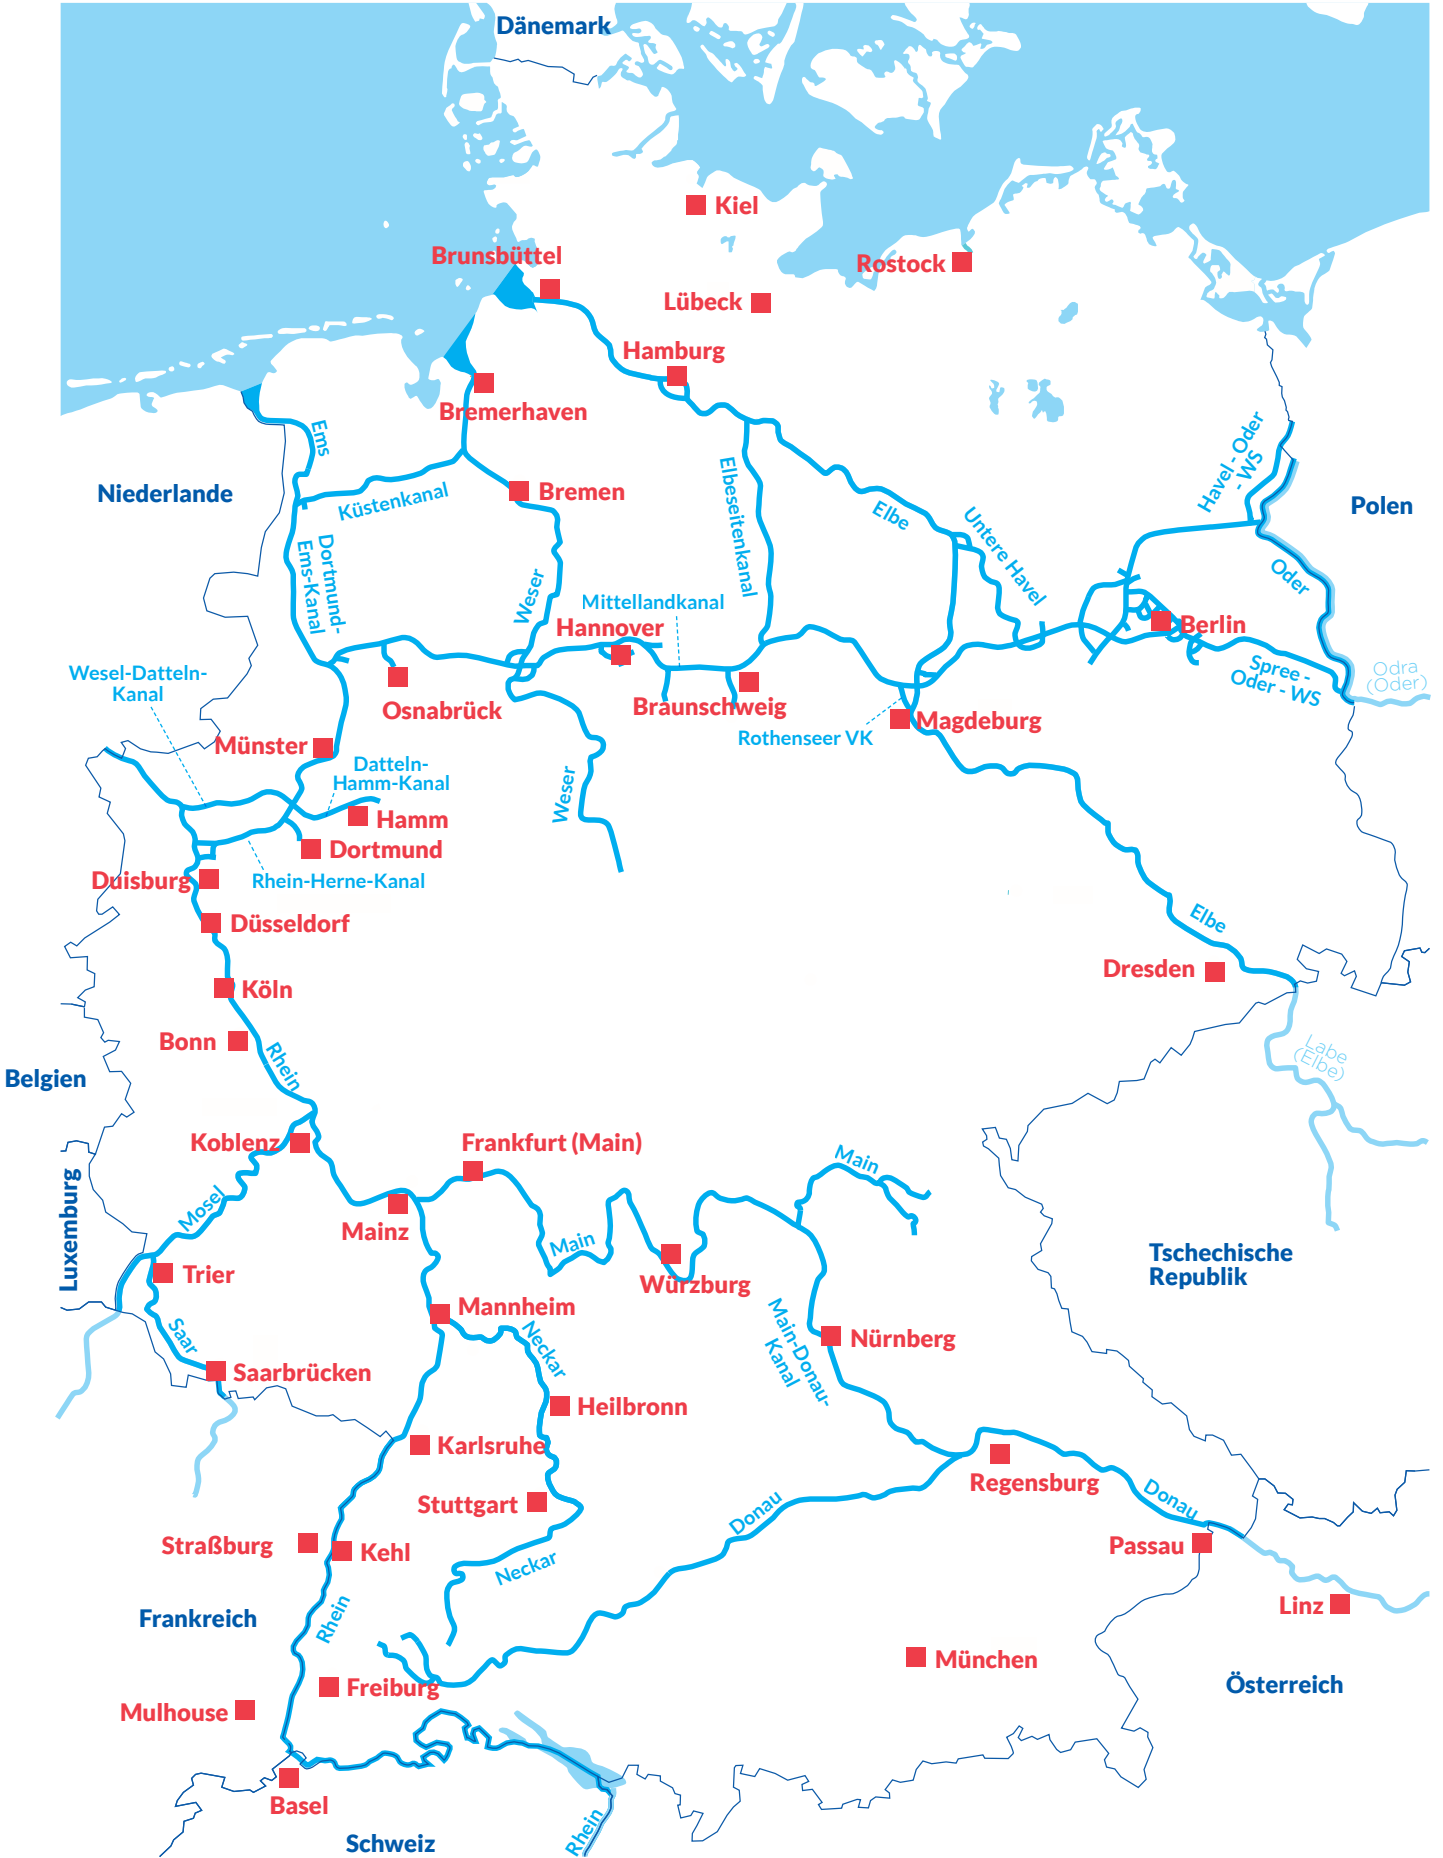 Dänemark
Kiel
Brunsbüttel
Rostock
Lübeck
Hamburg
Bremerhaven
Ems
Niederlande
Küstenkanal
Bremen
Elbeseitenkanal
Elbe
Untere Havel
Havel - Oder
- WS
Polen
Dortmund-
Ems-Kanal
Weser
Mittellandkanal
Hannover
Oder
Berlin
Wesel-Datteln-
Kanal
Osnabrück
Braunschweig
Spree -
Oder - WS
Odra
(Oder)
Münster
Rothenseer VK
Magdeburg
Datteln-
Hamm-Kanal
Weser
Hamm
Dortmund
Duisburg
Rhein-Herne-Kanal
Düsseldorf
Elbe
Dresden
Köln
Bonn
Rhein
Labe
(Elbe)
Belgien
Koblenz
Frankfurt (Main)
Main
Luxemburg
Mosel
Mainz
Main
Tschechische
Republik
Trier
Würzburg
Mannheim
Saar
Neckar
Main-Donau-
Kanal
Nürnberg
Saarbrücken
Heilbronn
Karlsruhe
Regensburg
Stuttgart
Donau
Donau
Straßburg
Kehl
Passau
Neckar
Linz
Frankreich
Rhein
München
Österreich
Freiburg
Mulhouse
Basel
Rhein
Schweiz